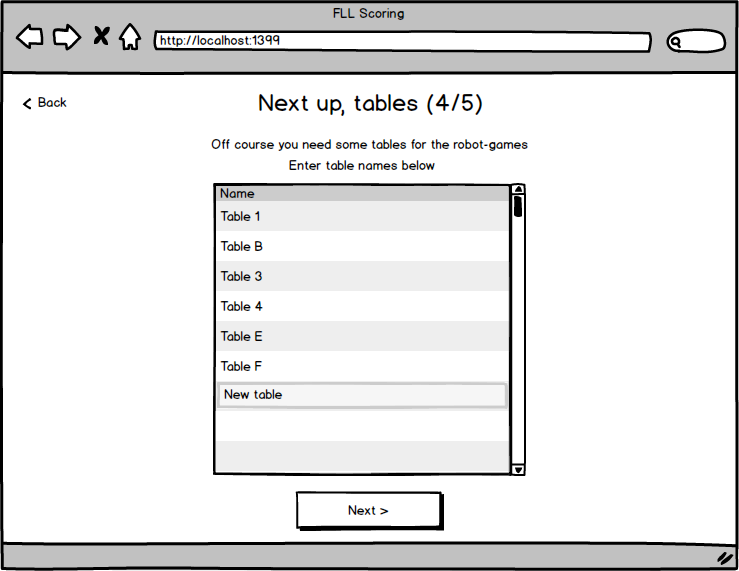 FLL Scoring
http://localhost:1399
< Back
Next up, tables (4/5)
Off course you need some tables for the robot-games
Enter table names below
Name
Table 1
Table B
Table 3
Table 4
Table E
Table F
New table
Next >